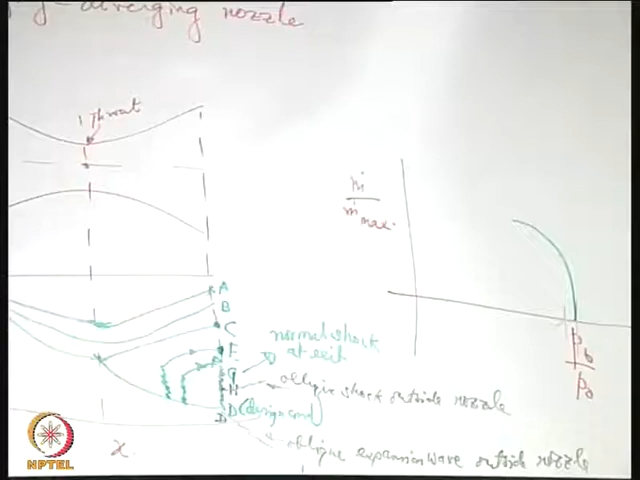 g-diverging nozzle
Throat
ṁ
ṁmax.
A
B
C
F
normal shock
at exit
G
H
oblique shock outside nozzle
D (design cond)
D
oblique expansion wave outside nozzle
x
Pb
P0
NPTEL